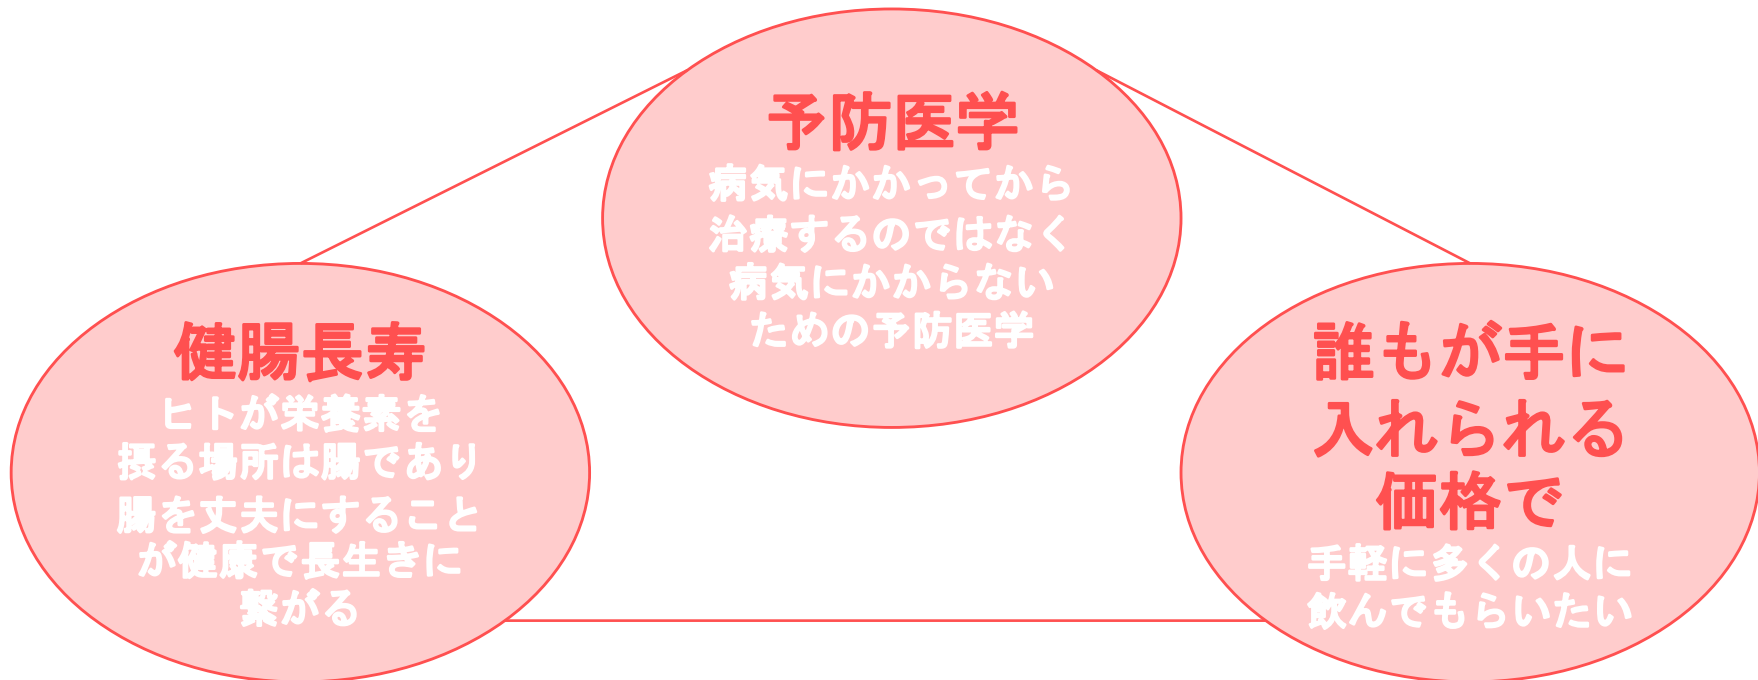 予防医学
病気にかかってから
治療するのではなく
病気にかからない
ための予防医学
健腸長寿
ヒトが栄養素を
摂る場所は腸であり
腸を丈夫にすること
が健康で長生きに
繋がる
誰もが手に
入れられる
価格で
手軽に多くの人に
飲んでもらいたい